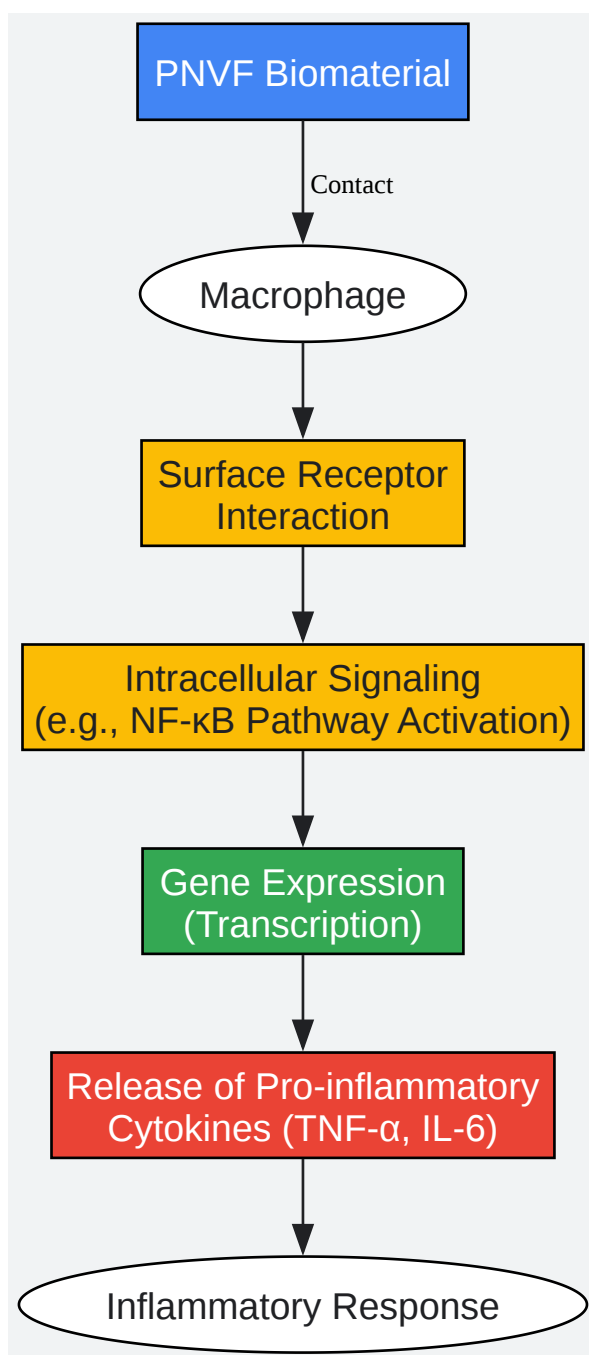 PNVF Biomaterial
Contact
Macrophage
Surface Receptor
Interaction
Intracellular Signaling
(e.g., NF-κB Pathway Activation)
Gene Expression
(Transcription)
Release of Pro-inflammatory
Cytokines (TNF-α, IL-6)
Inflammatory Response